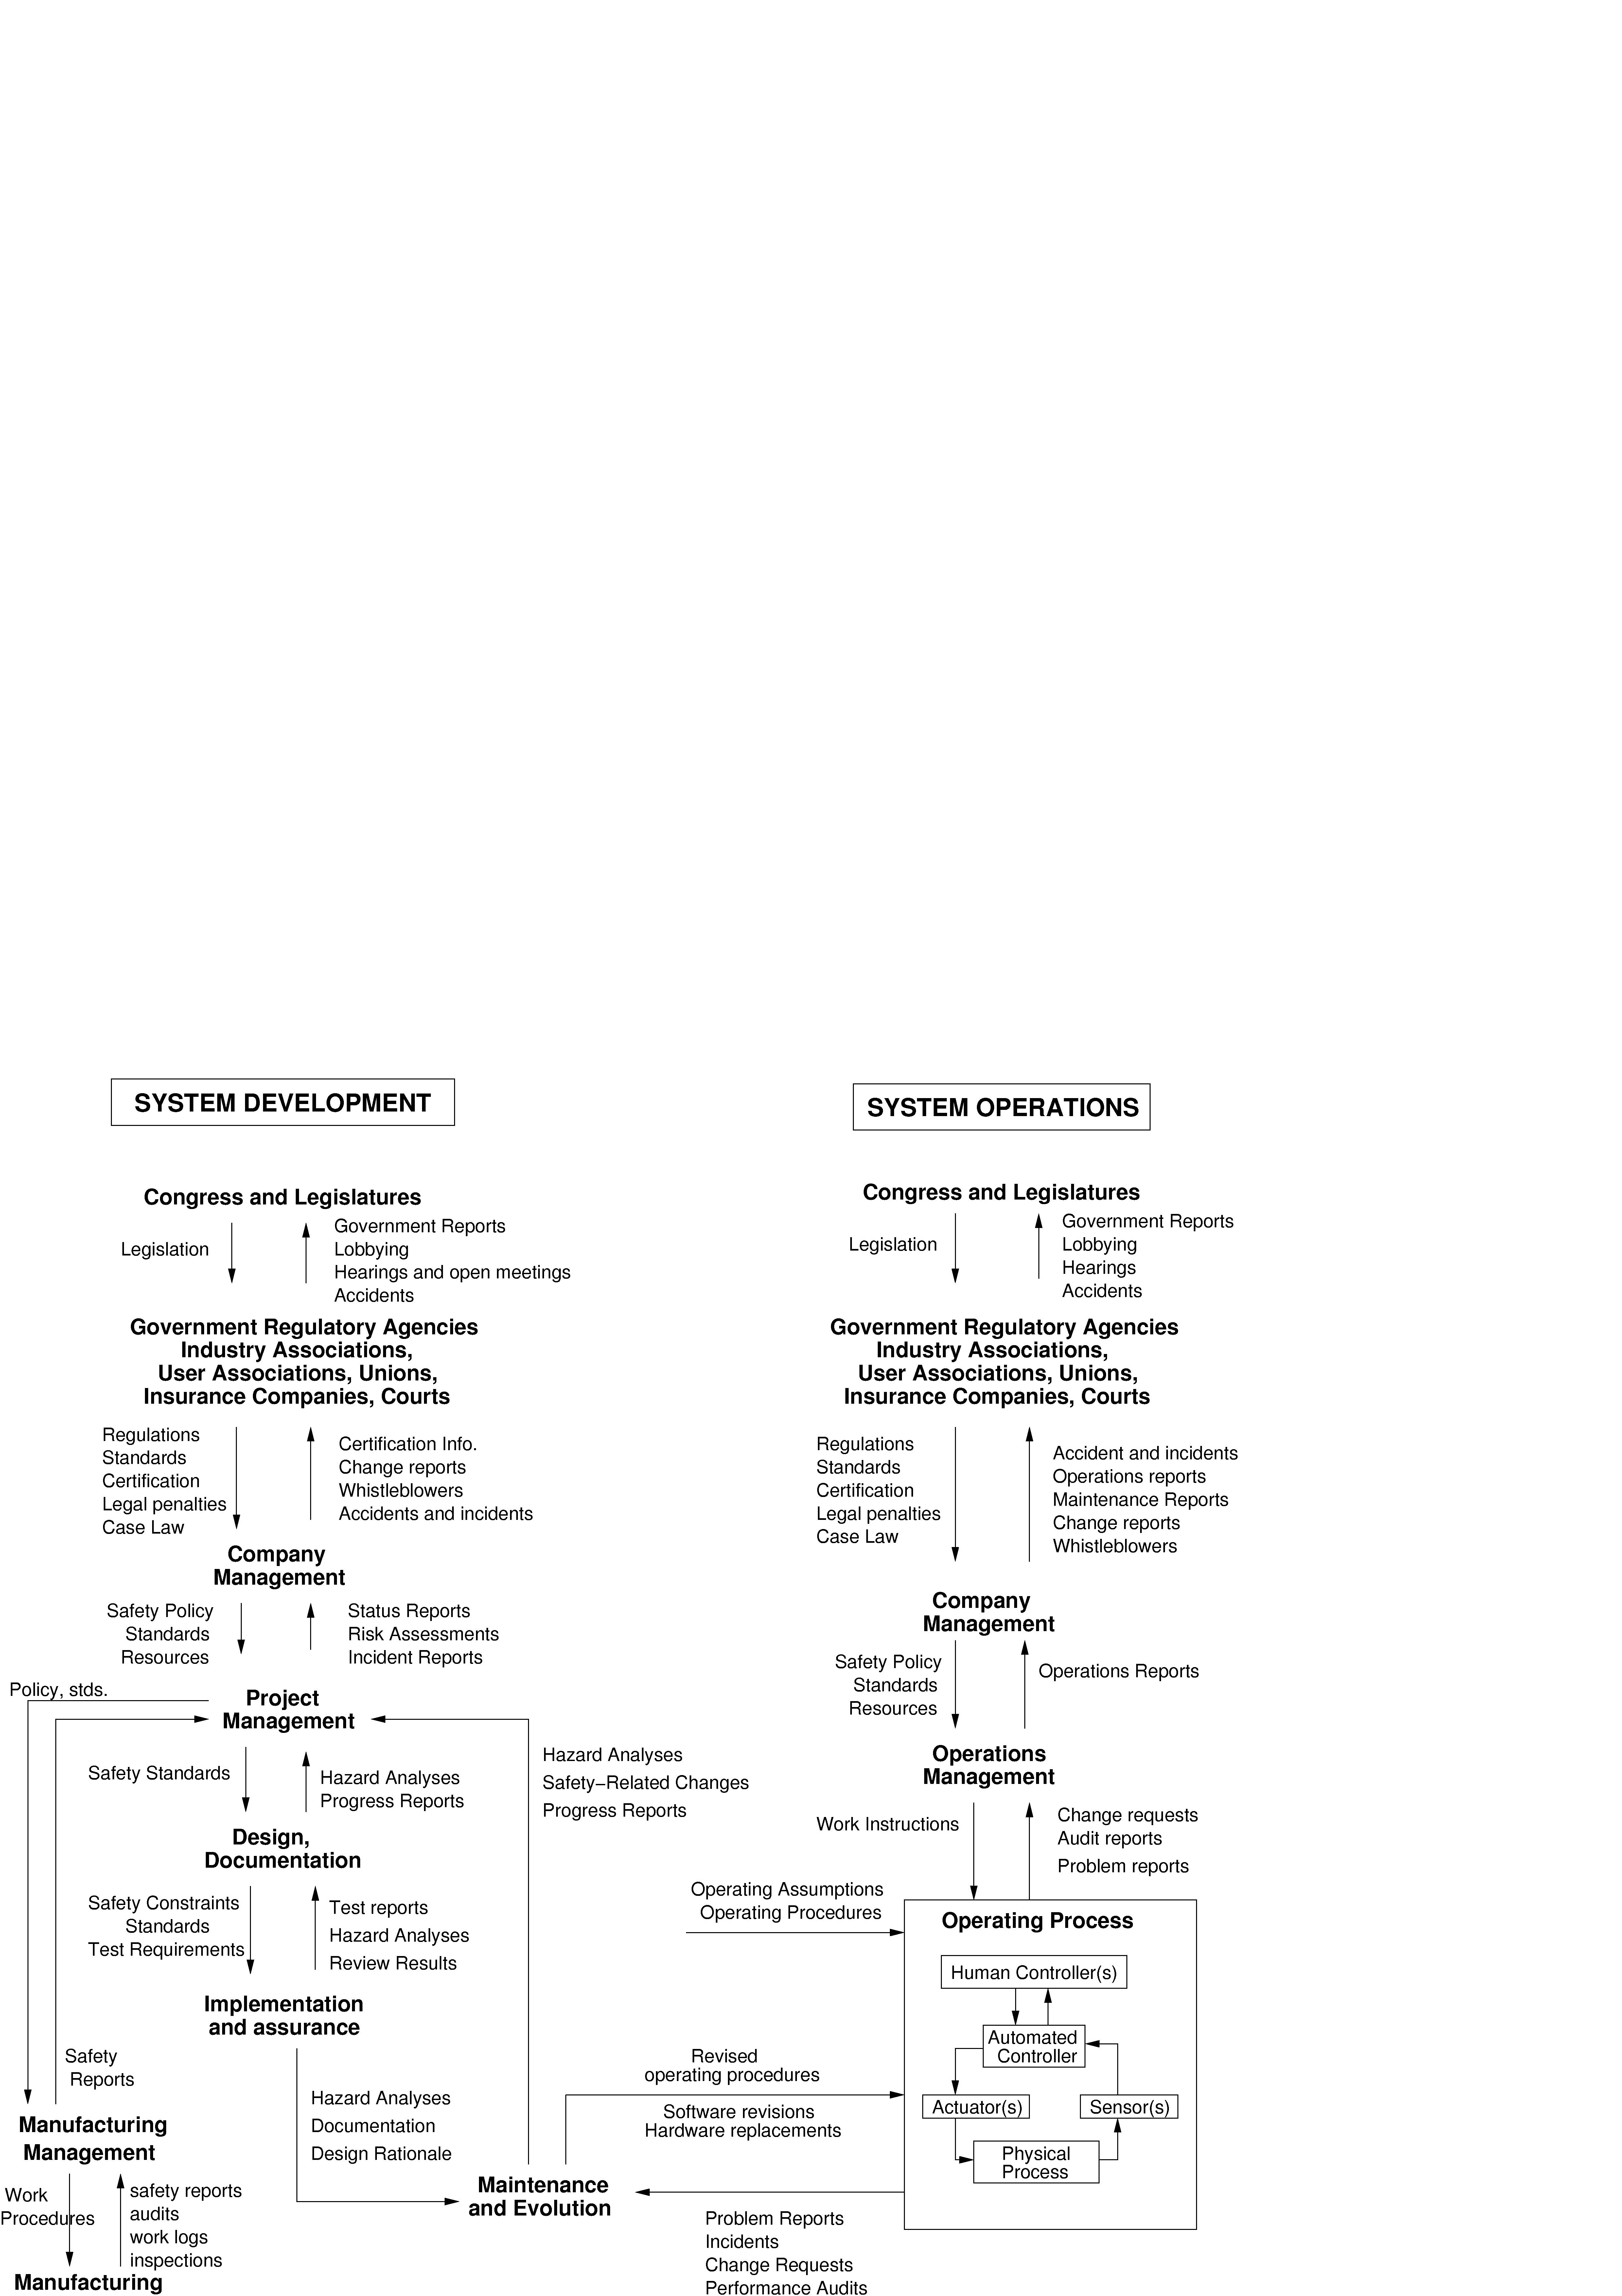 SYSTEM DEVELOPMENT
Congress and Legislatures
Legislation
Government Reports
Lobbying
Hearings and open meetings
Accidents
Government Regulatory Agencies
Industry Associations,
User Associations, Unions,
Insurance Companies, Courts
Regulations
Standards
Certification
Legal penalties
Case Law
Certification Info.
Change reports
Whistleblowers
Accidents and incidents
Company
Management
Safety Policy
Standards
Resources
Status Reports
Risk Assessments
Incident Reports
Policy, stds.
Project
Management
Safety Standards
Hazard Analyses
Progress Reports
Hazard Analyses
Safety−Related Changes
Progress Reports
Design,
Documentation
Safety Constraints
Standards
Test Requirements
Test reports
Hazard Analyses
Review Results
Implementation
and assurance
Safety
Reports
Hazard Analyses
Documentation
Design Rationale
Manufacturing
Management
Work
Procedures
safety reports
audits
work logs
inspections
Manufacturing
Maintenance
and Evolution
SYSTEM OPERATIONS
Congress and Legislatures
Legislation
Government Reports
Lobbying
Hearings
Accidents
Government Regulatory Agencies
Industry Associations,
User Associations, Unions,
Insurance Companies, Courts
Regulations
Standards
Certification
Legal penalties
Case Law
Accident and incidents
Operations reports
Maintenance Reports
Change reports
Whistleblowers
Company
Management
Safety Policy
Standards
Resources
Operations Reports
Operations
Management
Work Instructions
Change requests
Audit reports
Problem reports
Operating Assumptions
Operating Procedures
Operating Process
Human Controller(s)
Automated
Controller
Actuator(s)
Sensor(s)
Physical
Process
Revised
operating procedures
Software revisions
Hardware replacements
Problem Reports
Incidents
Change Requests
Performance Audits